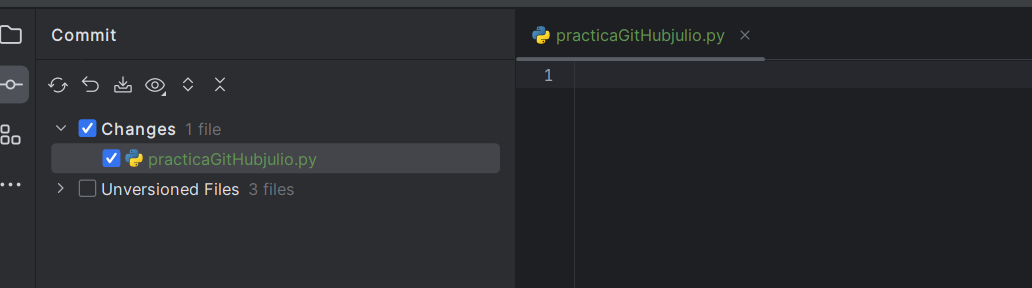 Commit
practicaGitHubjulio.py
1
Changes 1 file
practicaGitHubjulio.py
Unversioned Files 3 files